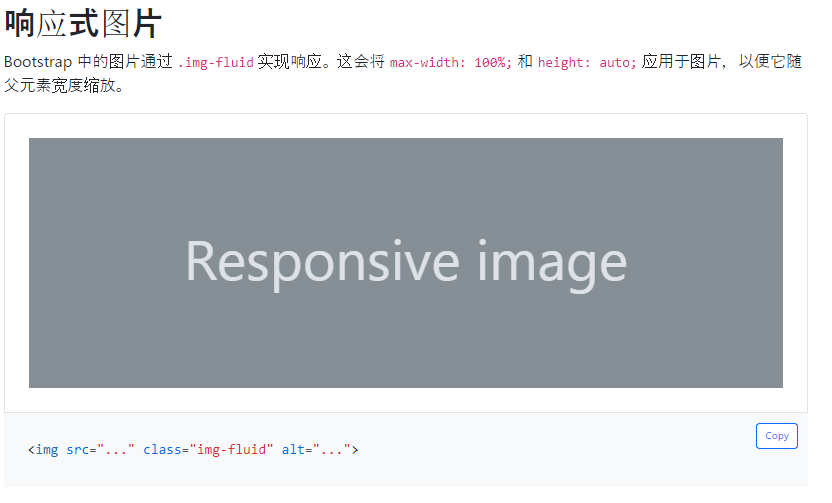 响应式图片
Bootstrap 中的图片通过 .img-fluid 实现响应。这会将 max-width: 100%; 和 height: auto; 应用于图片，以便它随
父元素宽度缩放。
Responsive image
Copy
<img src="..." class="img-fluid" alt="...">